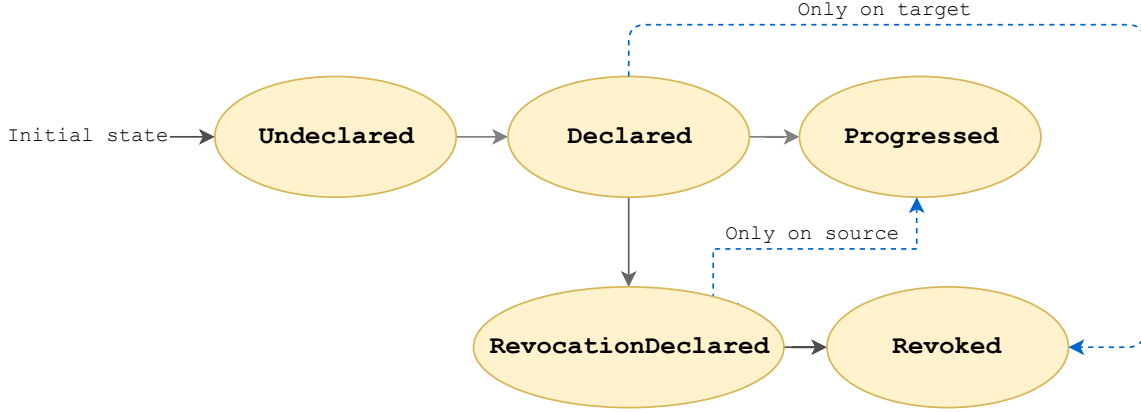 Only on target
Initial state
Undeclared
Declared
Progressed
Only on source
RevocationDeclared
Revoked